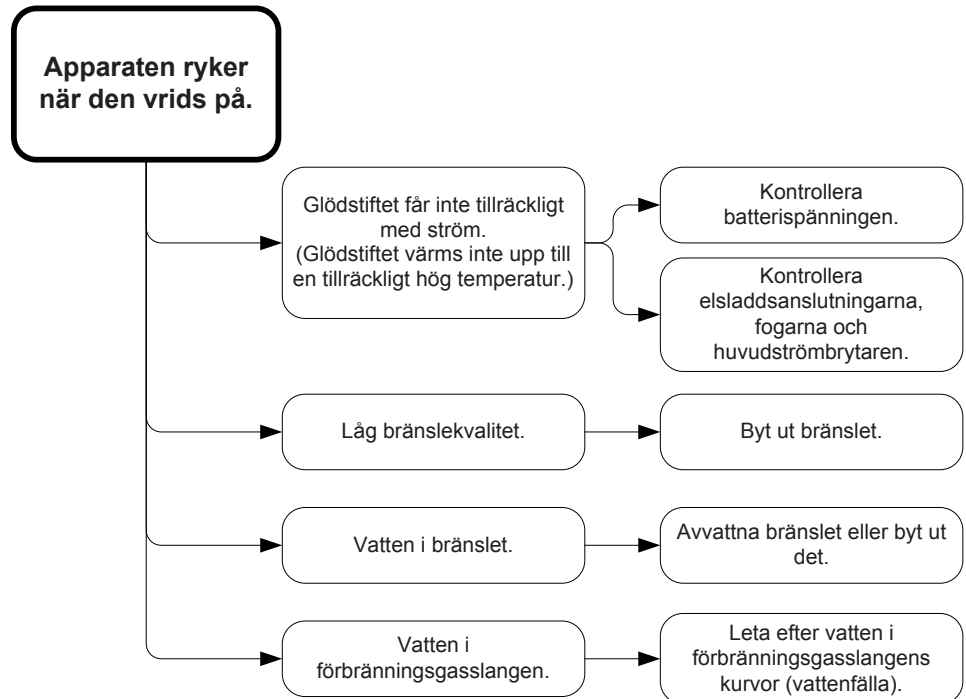 Apparaten ryker
när den vrids på.
Glödstiftet får inte tillräckligt
med ström.
(Glödstiftet värms inte upp till
en tillräckligt hög temperatur.)
Kontrollera
batterispänningen.
Kontrollera
elsladdsanslutningarna,
fogarna och
huvudströmbrytaren.
Låg bränslekvalitet.
Byt ut bränslet.
Vatten i bränslet.
Avvattna bränslet eller byt ut
det.
Vatten i
förbränningsgasslangen.
Leta efter vatten i
förbränningsgasslangens
kurvor (vattenfälla).